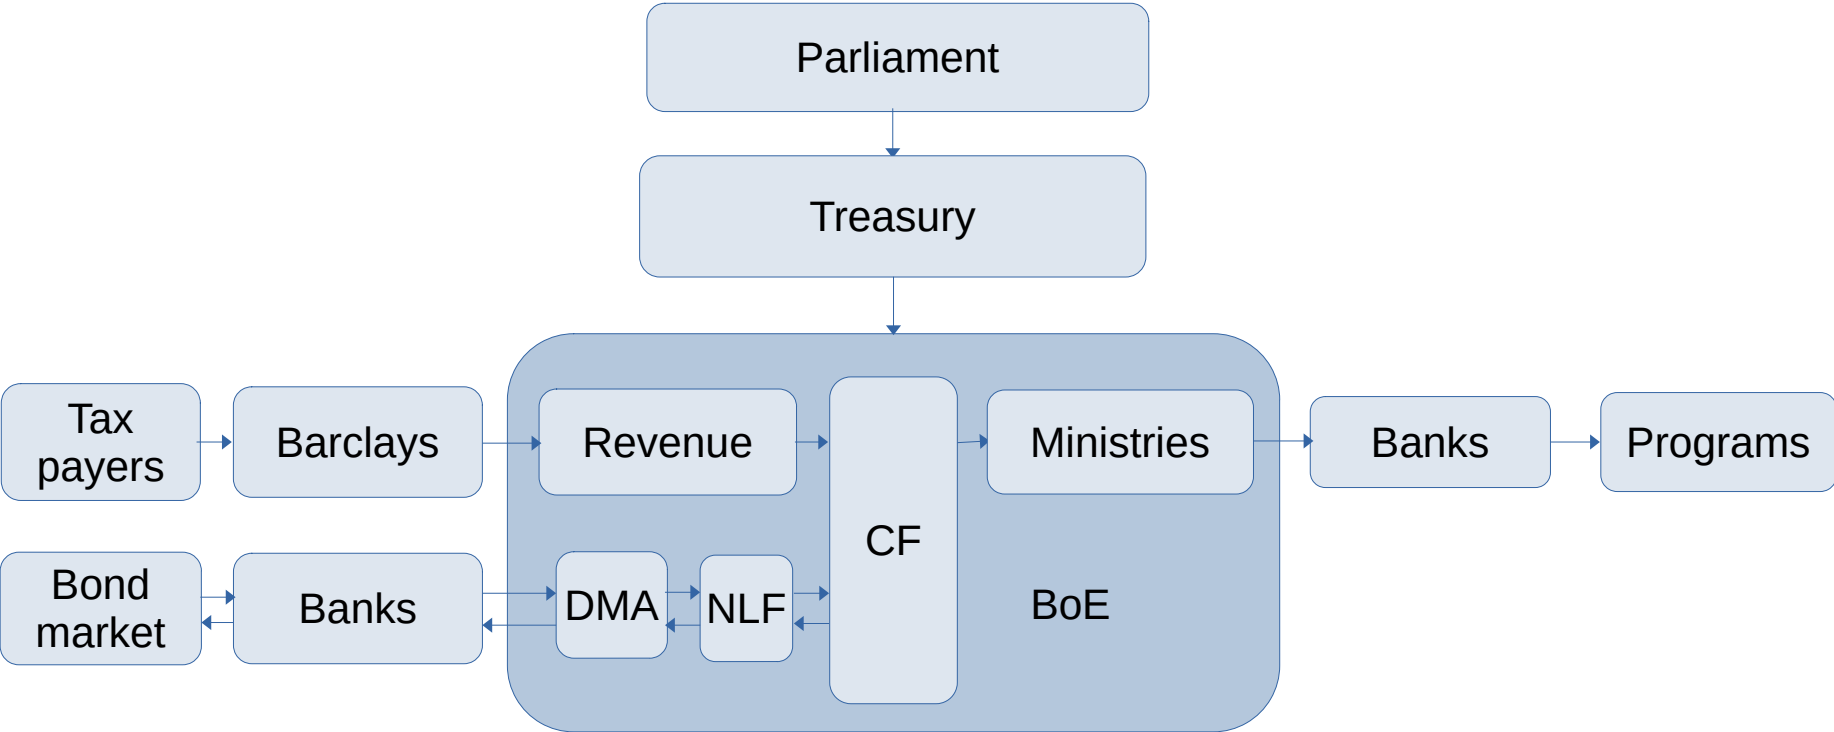 Parliament
Treasury
Tax
payers
Barclays
Revenue
CF
Ministries
Banks
Programs
Bond
market
Banks
DMA
NLF
BoE